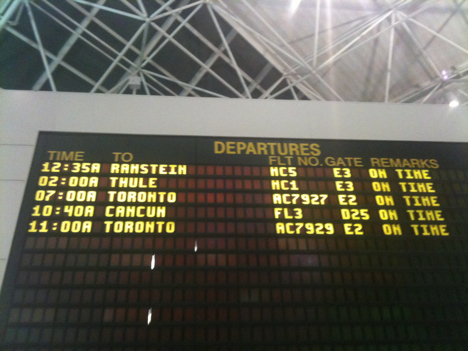 DEPARTURES
TIME TO FLT NO. GATE REMARKS
12:35A RAMSTEIN MC5 E3 ON TIME
02:00A THULE MC1 E3 ON TIME
07:00A TORONTO AC7927 E2 ON TIME
10:40A CANCUN FL3 D25 ON TIME
11:00A TORONTO AC7929 E2 ON TIME